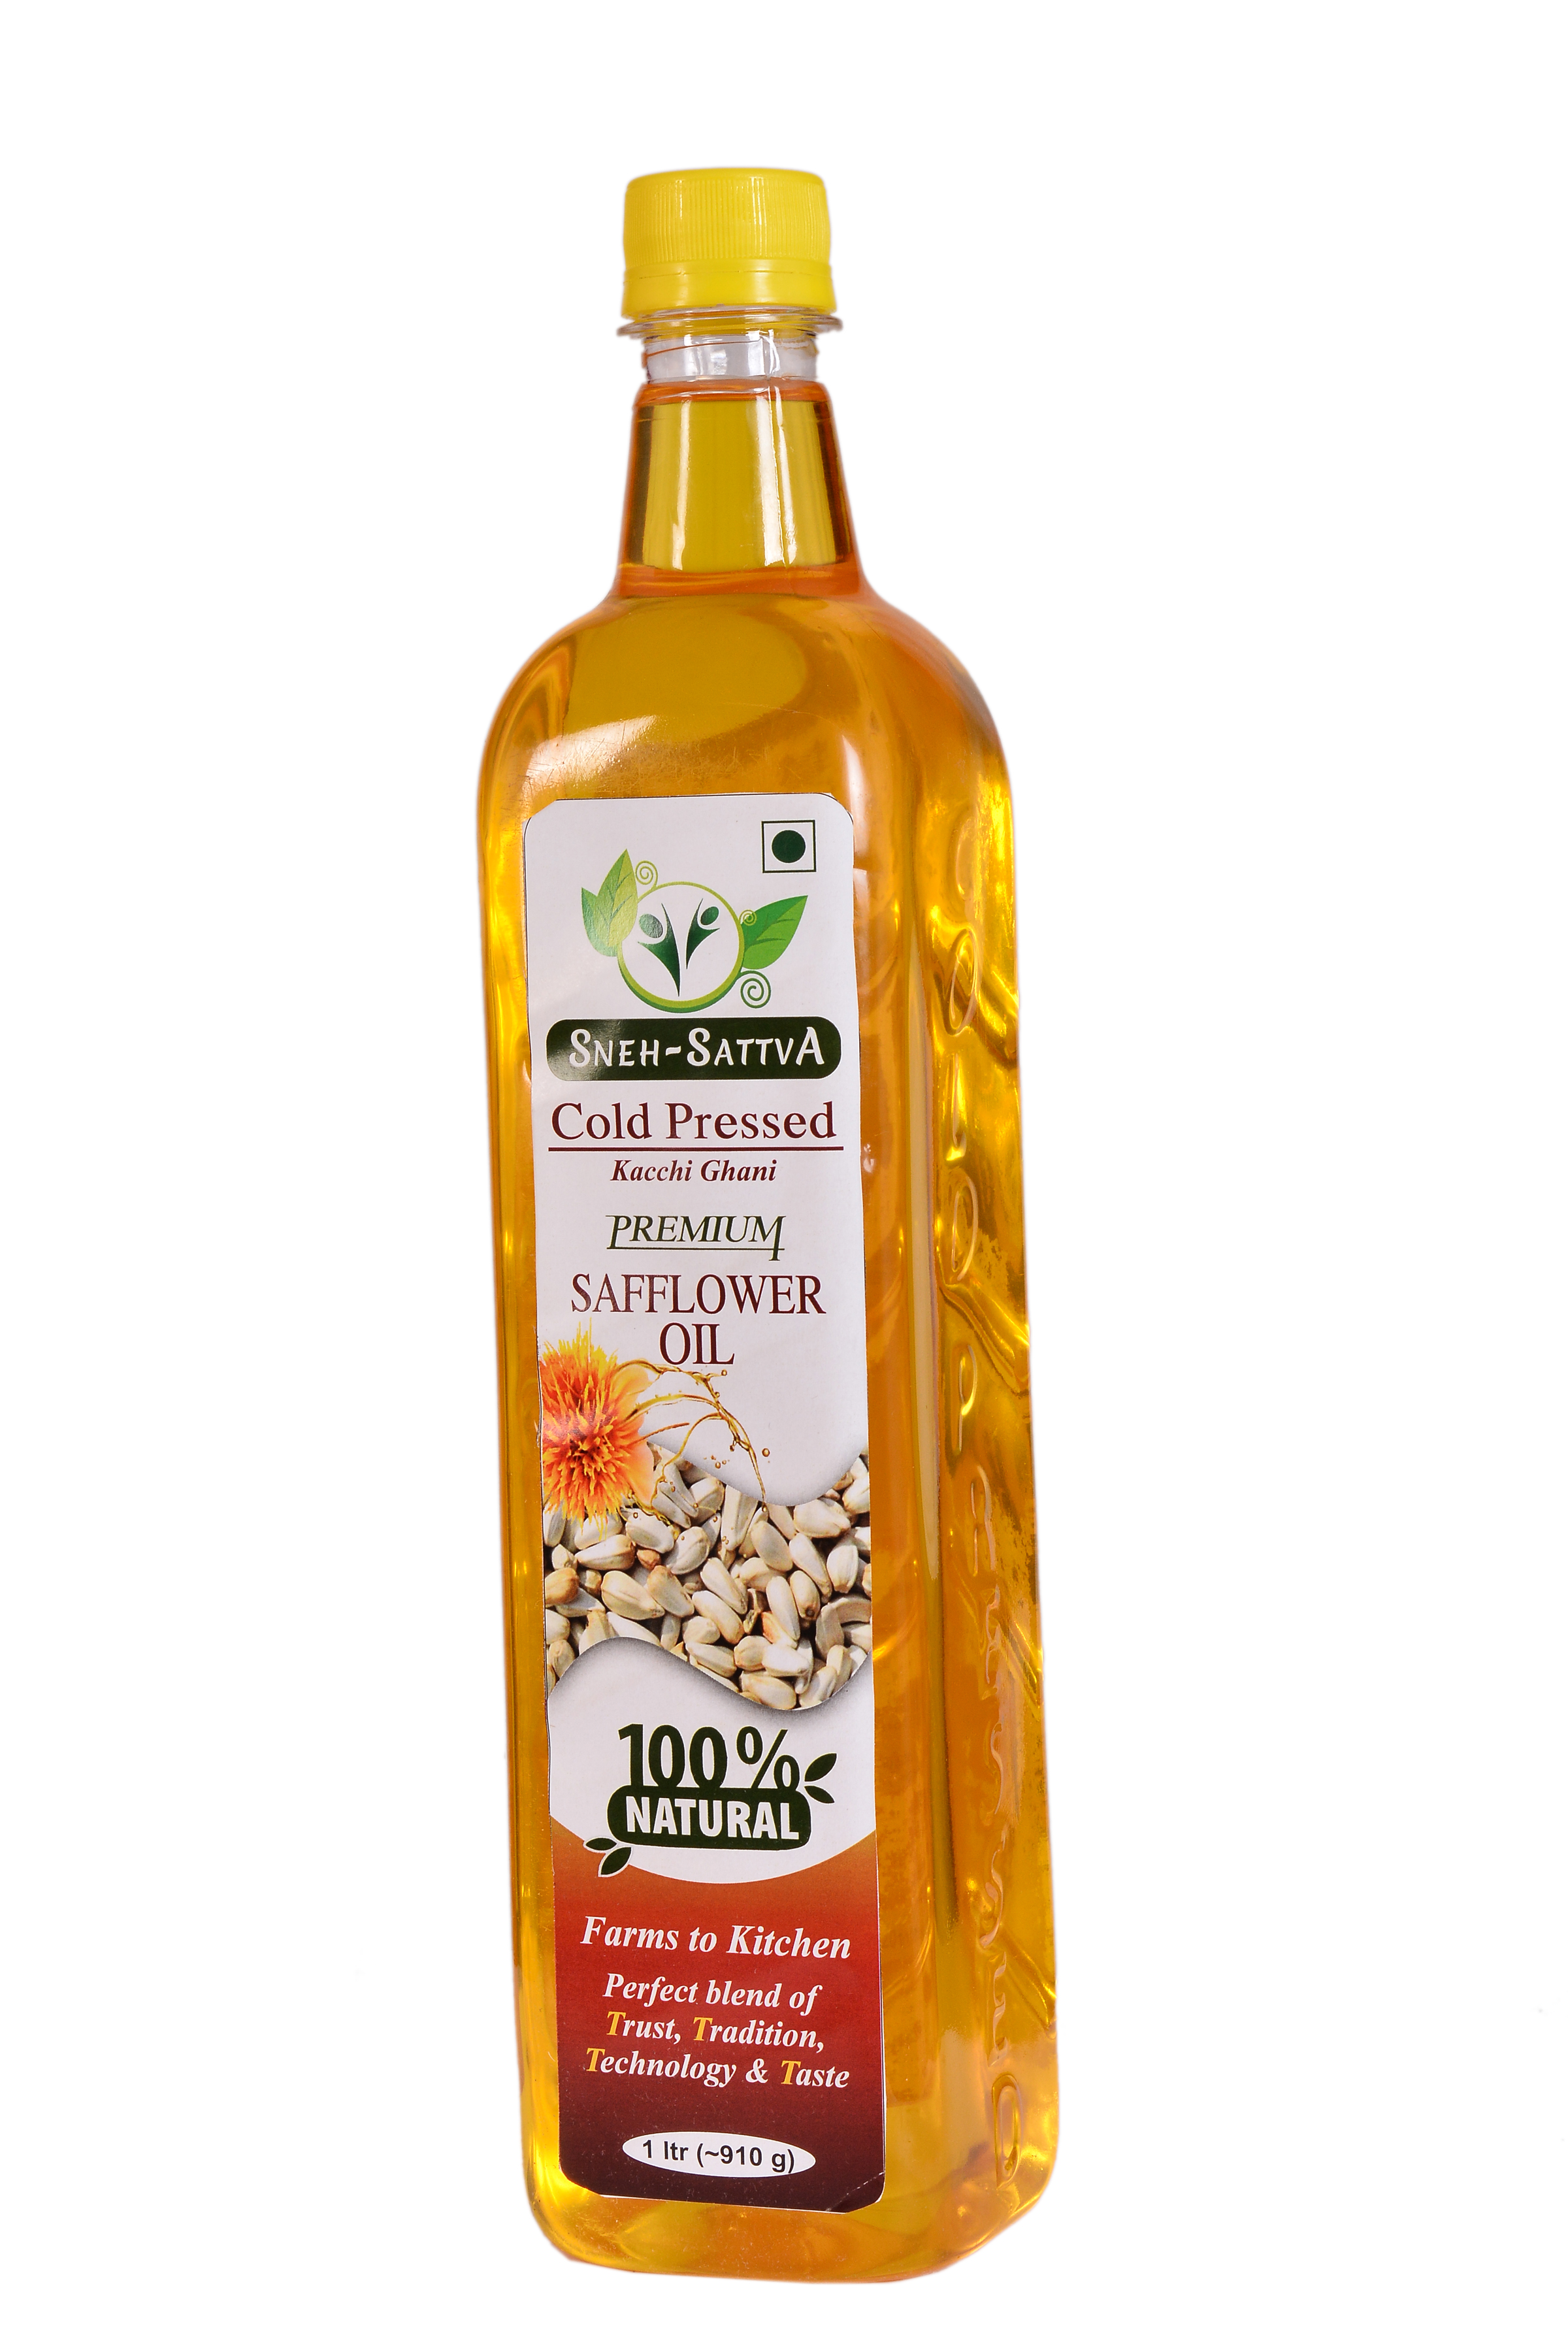 SNEH-SATTVA
Cold Pressed
Kacchi Ghani
PREMIUM
SAFFLOWER
OIL
100%
NATURAL
Farms to Kitchen
Perfect blend of
Trust, Tradition,
Technology & Taste
1 ltr (~910 g)